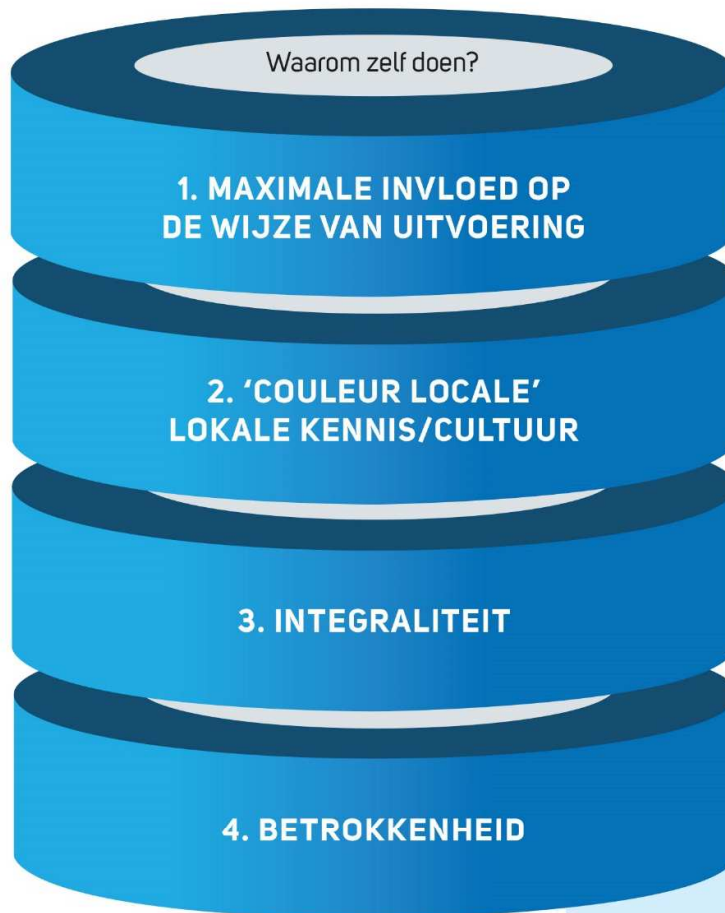 Waarom zelf doen?
1. MAXIMALE INVLOED OP
DE WIJZE VAN UITVOERING
2. ‘COULEUR LOCALE’
LOKALE KENNIS/CULTUUR
3. INTEGRALITEIT
4. BETROKKENHEID